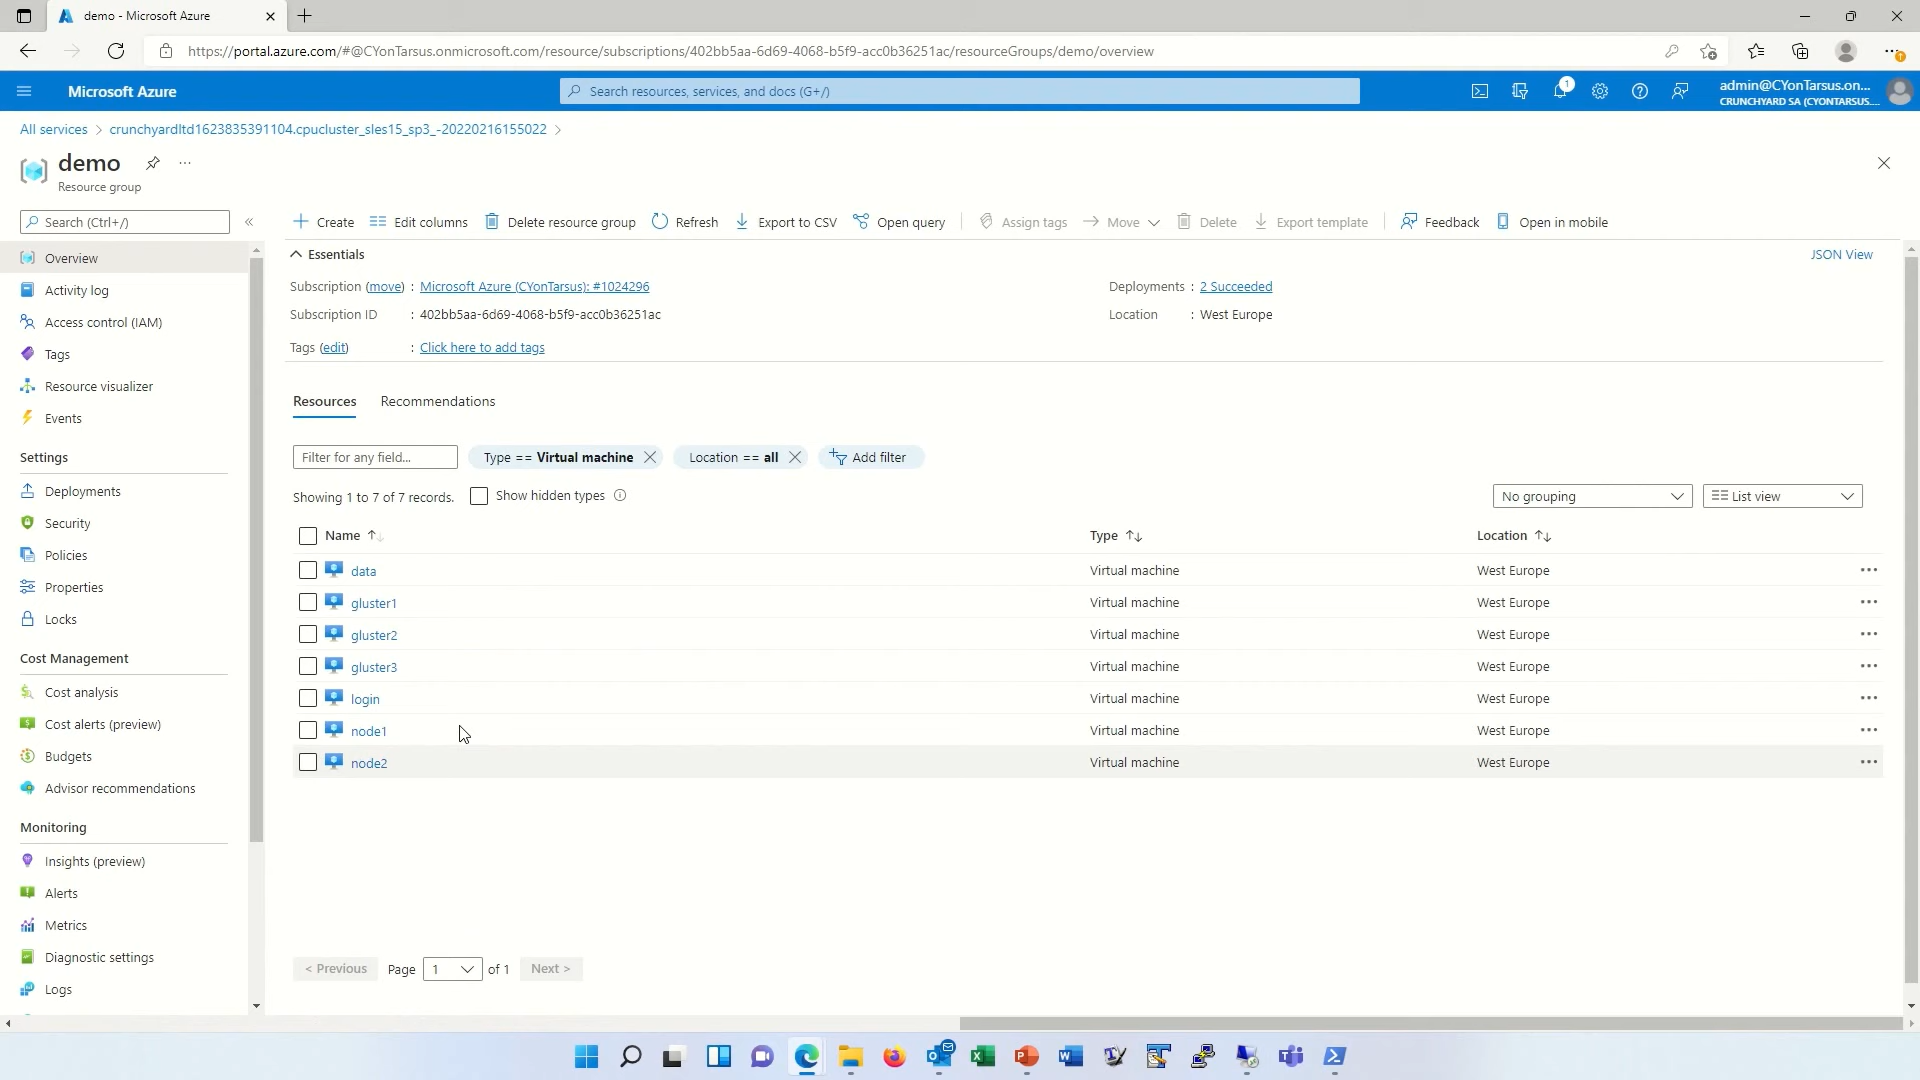 demo - Microsoft Azure
https://portal.azure.com/#@CYonTarsus.onmicrosoft.com/resource/subscriptions/402bb5aa-6d69-4068-b5f9-acc0b36251ac/resourceGroups/demo/overview
Microsoft Azure
Search resources, services, and docs (G+/)
1
admin@CYonTarsus.on...
CRUNCHYARD SA (CYONTARSUS....
All services > crunchyardltd1623835391104.cpucluster_sles15_sp3_-20220216155022 >
demo
Resource group
Search (Ctrl+/)
«
Create
Edit columns
Delete resource group
Refresh
Export to CSV
Open query
Assign tags
Move
Delete
Export template
Feedback
Open in mobile
Overview
Activity log
Access control (IAM)
Tags
Resource visualizer
Events
Settings
Deployments
Security
Policies
Properties
Locks
Cost Management
Cost analysis
Cost alerts (preview)
Budgets
Advisor recommendations
Monitoring
Insights (preview)
Alerts
Metrics
Diagnostic settings
Logs
Essentials
JSON View
Subscription (move) : Microsoft Azure (CYonTarsus): #1024296
Deployments : 2 Succeeded
Subscription ID : 402bb5aa-6d69-4068-b5f9-acc0b36251ac
Location : West Europe
Tags (edit) : Click here to add tags
Resources
Recommendations
Filter for any field...
Type == Virtual machine
Location == all
Add filter
Showing 1 to 7 of 7 records.
Show hidden types
No grouping
List view
Name Type Location
data Virtual machine West Europe
gluster1 Virtual machine West Europe
gluster2 Virtual machine West Europe
gluster3 Virtual machine West Europe
login Virtual machine West Europe
node1 Virtual machine West Europe
node2 Virtual machine West Europe
< Previous Page 1 of 1 Next >